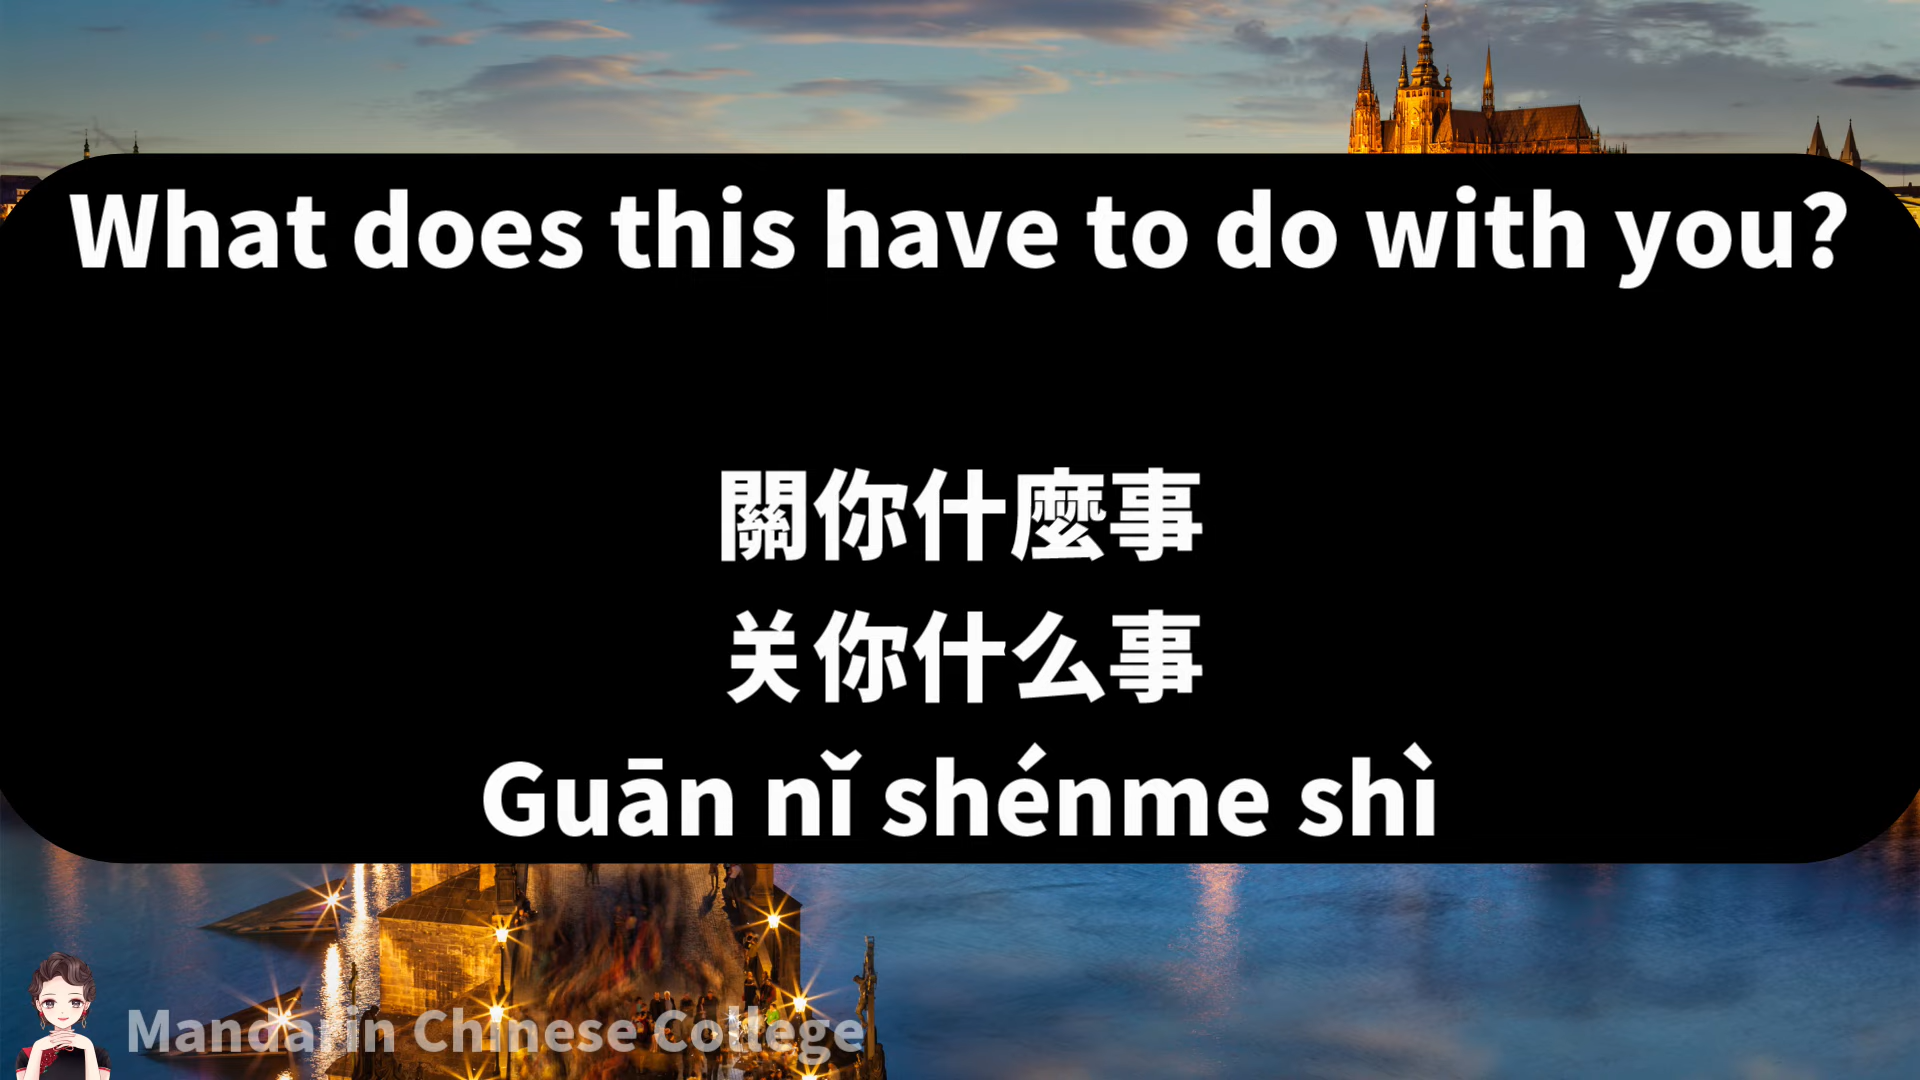 What does this have to do with you?
關你什麼事
关你什么事
Guān nǐ shénme shì
Mandarin Chinese College